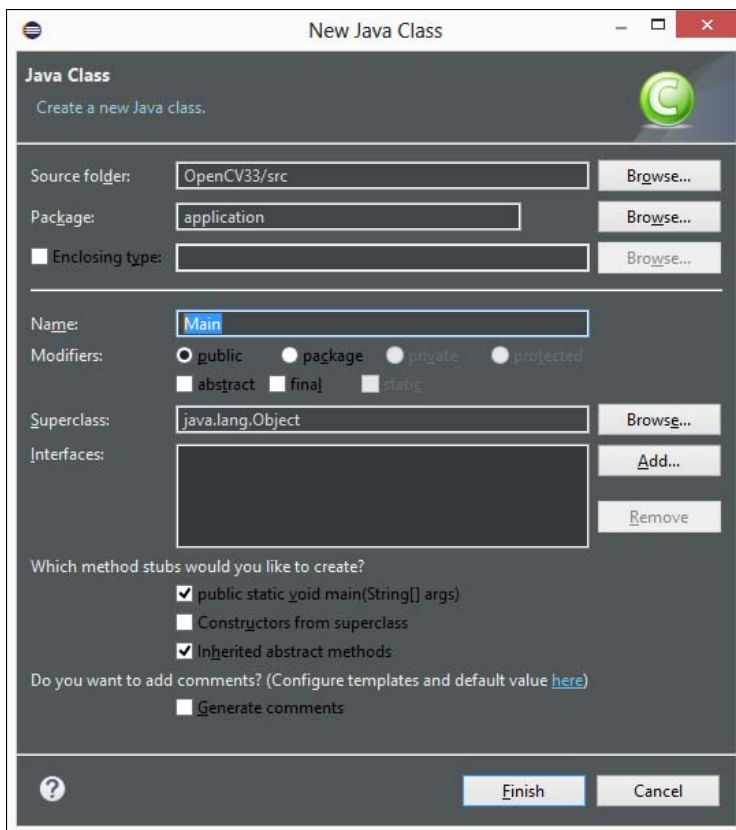 New Java Class
Java Class
Create a new Java class.
Source folder: OpenCV33/src Browse...
Package: application Browse...
Enclosing type: Browse...
Name: Main
Modifiers: public package private protected
abstract final static
Superclass: java.lang.Object Browse...
Interfaces: Add...
Remove
Which method stubs would you like to create?
public static void main(String[] args)
Constructors from superclass
Inherited abstract methods
Do you want to add comments? (Configure templates and default value here)
Generate comments
? Finish Cancel